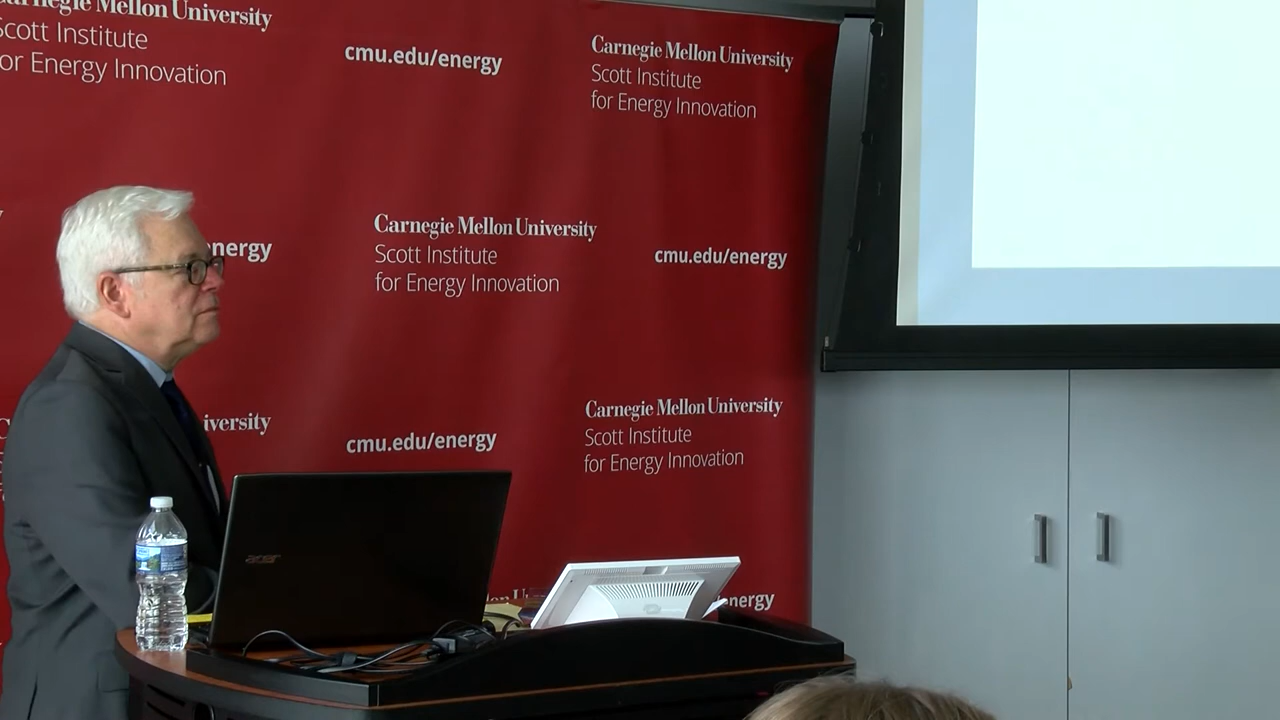 Carnegie Mellon University
Scott Institute
for Energy Innovation
cmu.edu/energy
Carnegie Mellon University
Scott Institute
for Energy Innovation
energy
Carnegie Mellon University
Scott Institute
for Energy Innovation
cmu.edu/energy
iversity
cmu.edu/energy
Carnegie Mellon University
Scott Institute
for Energy Innovation
acer
energy